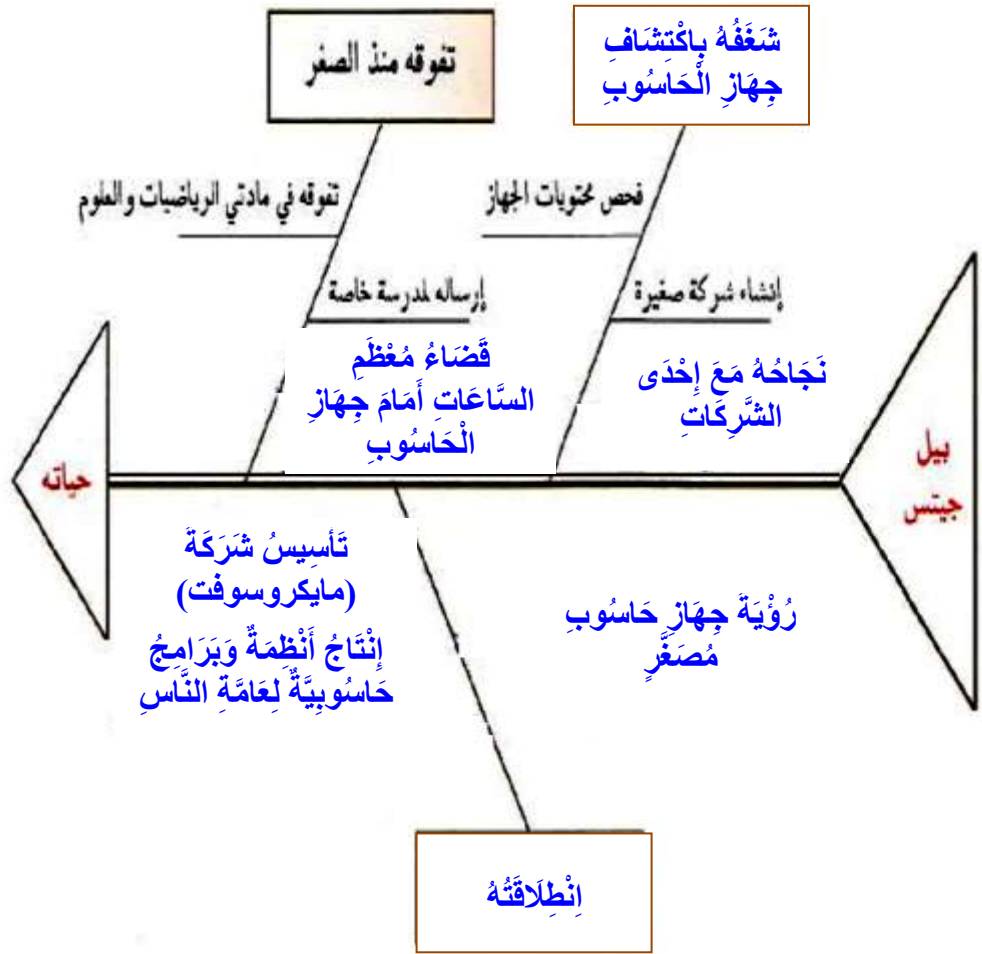 شَغَفُهُ بِاكْتِشَافِ
جِهَازِ الْحَاسُوبِ
تفوقه منذ الصغر
فحص محتويات الجهاز
تفوقه في مادتي الرياضيات والعلوم
إنشاء شركة صغيرة
إرساله لمدرسة خاصة
نَجَاحُهُ مَعَ إِحْدَى
الشَّرِكَاتِ
قَضَاءُ مُعْظَمِ
السَّاعَاتِ أَمَامَ جِهَازِ
الْحَاسُوبِ
بيل
جيتس
حياته
رُؤْيَةَ جِهَازِ حَاسُوبِ
مُصَغَّرٍ
تَأسِيسُ شَرَكَةَ
(مايكروسوفت)
إِنْتَاجُ أَنْظِمَةٌ وَبَرَامِجُ
حَاسُوبِيَّةٌ لِعَامَّةِ النَّاسِ
اِنْطِلَاقَتُهُ